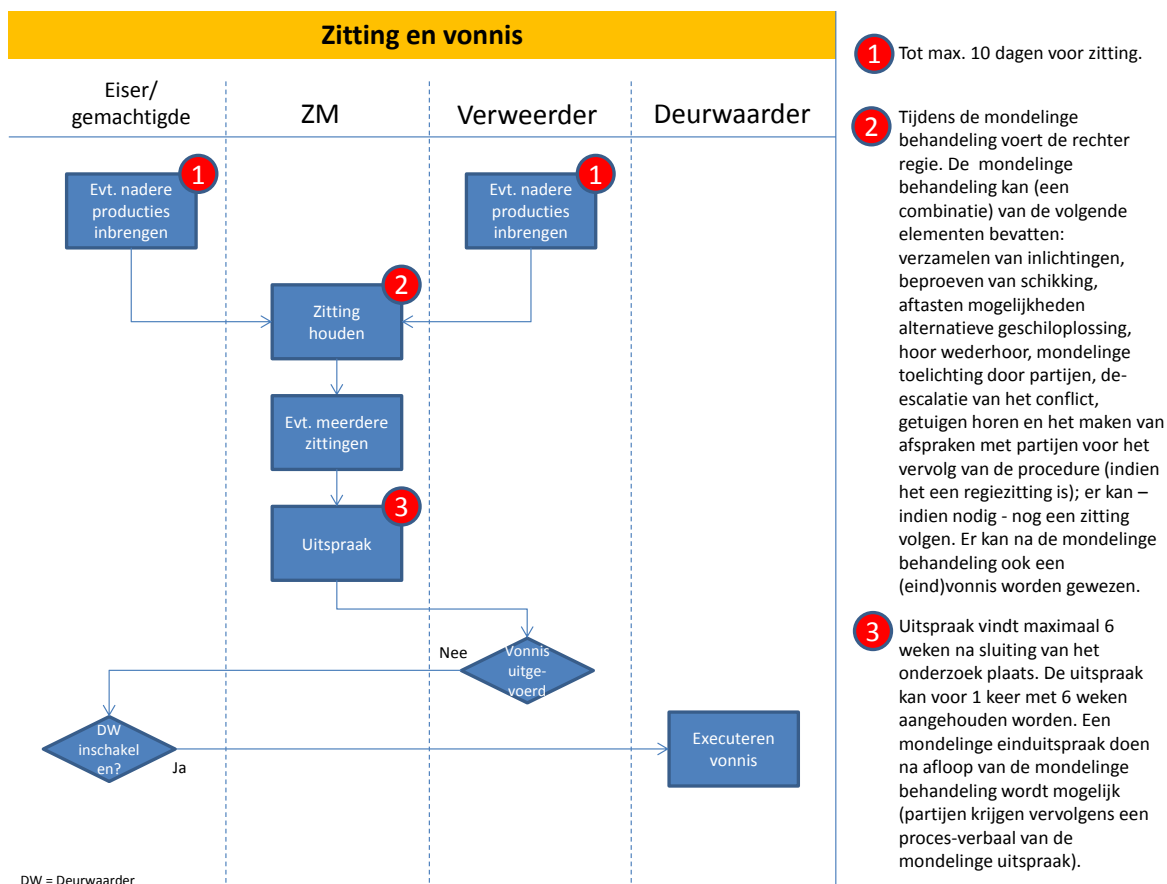 Zitting en vonnis
Eiser/
gemachtigde
ZM
Verweerder
Deurwaarder
1
Evt. nadere
producties
inbrengen
1
Evt. nadere
producties
inbrengen
2
Zitting
houden
Evt. meerdere
zittingen
3
Uitspraak
Vonnis
uitge-
voerd
Nee
DW
inschakel
en?
Ja
Executeren
vonnis
DW = Deurwaarder
1
Tot max. 10 dagen voor zitting.
2
Tijdens de mondelinge
behandeling voert de rechter
regie. De mondelinge
behandeling kan (een
combinatie) van de volgende
elementen bevatten:
verzamelen van inlichtingen,
beproeven van schikking,
aftasten mogelijkheden
alternatieve geschiloplossing,
hoor wederhoor, mondelinge
toelichting door partijen, de-
escalatie van het conflict,
getuigen horen en het maken van
afspraken met partijen voor het
vervolg van de procedure (indien
het een regiezitting is); er kan –
indien nodig - nog een zitting
volgen. Er kan na de mondelinge
behandeling ook een
(eind)vonnis worden gewezen.
3
Uitspraak vindt maximaal 6
weken na sluiting van het
onderzoek plaats. De uitspraak
kan voor 1 keer met 6 weken
aangehouden worden. Een
mondelinge einduitspraak doen
na afloop van de mondelinge
behandeling wordt mogelijk
(partijen krijgen vervolgens een
proces-verbaal van de
mondelinge uitspraak).